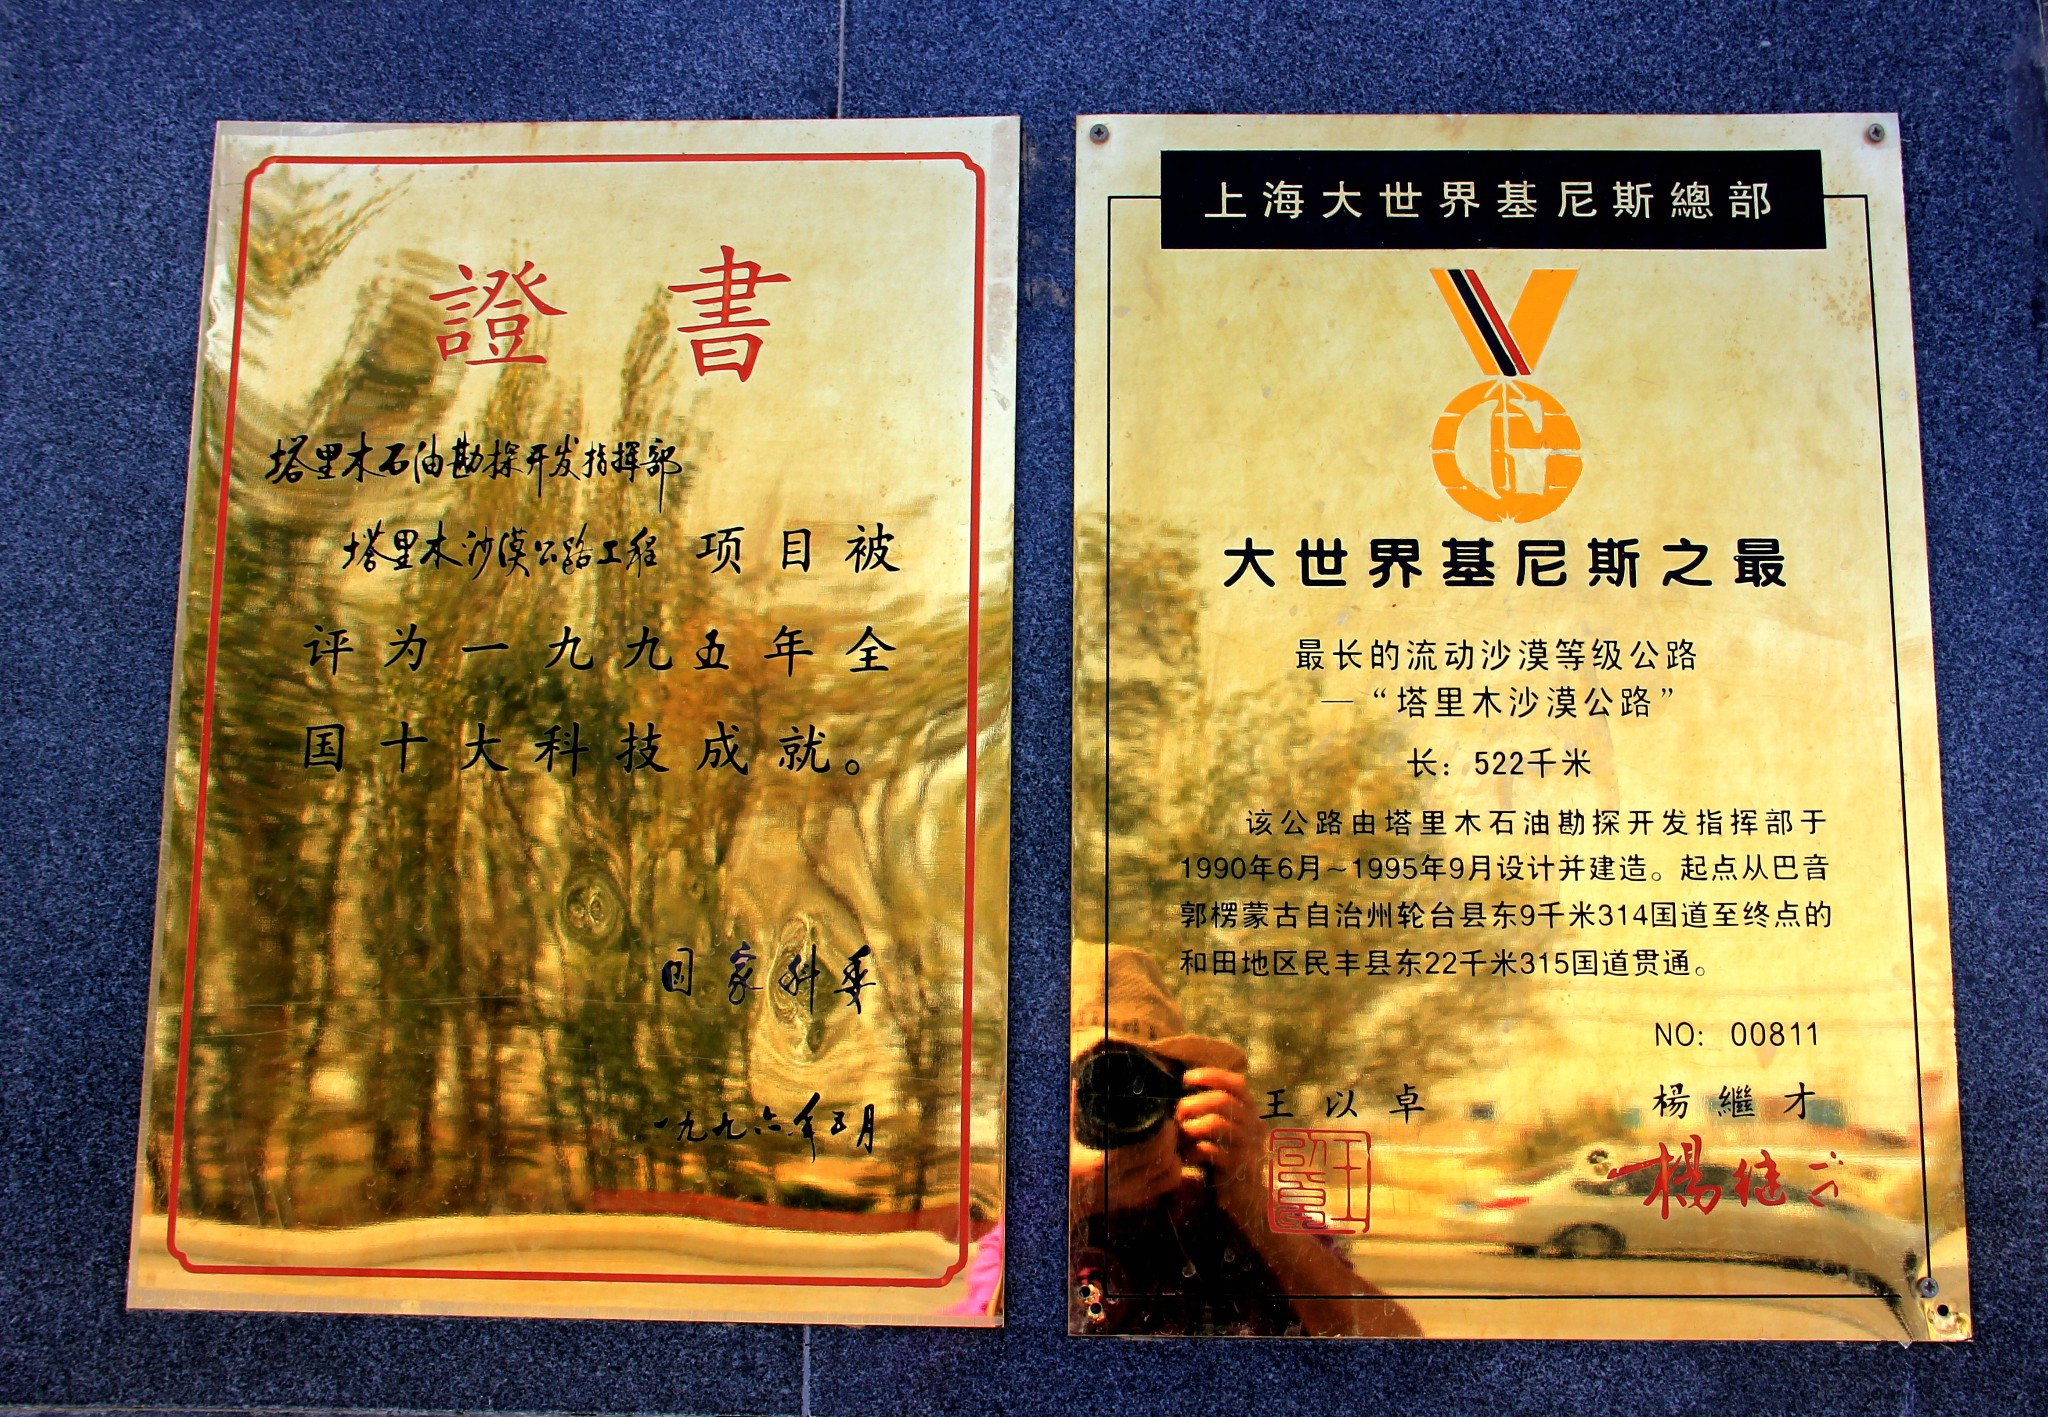 證書
塔里木石油勘探开发指挥部
塔里木沙漠公路工程 项目被
评为一九九五年全
国十大科技成就。
国家科委
一九九六年五月
上海大世界基尼斯總部
大世界基尼斯之最
最长的流动沙漠等级公路
—“塔里木沙漠公路”
长：522千米
该公路由塔里木石油勘探开发指挥部于
1990年6月~1995年9月设计并建造。起点从巴音
郭楞蒙古自治州轮台县东9千米314国道至终点的
和田地区民丰县东22千米315国道贯通。
NO: 00811
王以卓 楊繼才
楊继才